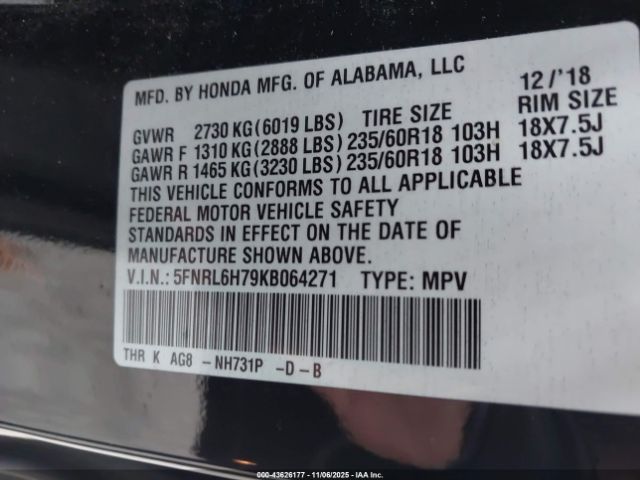 MFD. BY HONDA MFG. OF ALABAMA, LLC 12/'18
GVWR 2730 KG(6019 LBS) TIRE SIZE RIM SIZE
GAWR F 1310 KG(2888 LBS)235/60R18 103H 18X7.5J
GAWR R 1465 KG(3230 LBS)235/60R18 103H 18X7.5J
THIS VEHICLE CONFORMS TO ALL APPLICABLE
FEDERAL MOTOR VEHICLE SAFETY
STANDARDS IN EFFECT ON THE DATE OF
MANUFACTURE SHOWN ABOVE.
V.I.N.: 5FNRL6H79KB064271 TYPE: MPV
THR K AG8 -NH731P -D-B
000-43626177 - 11/06/2025 - IAA Inc.